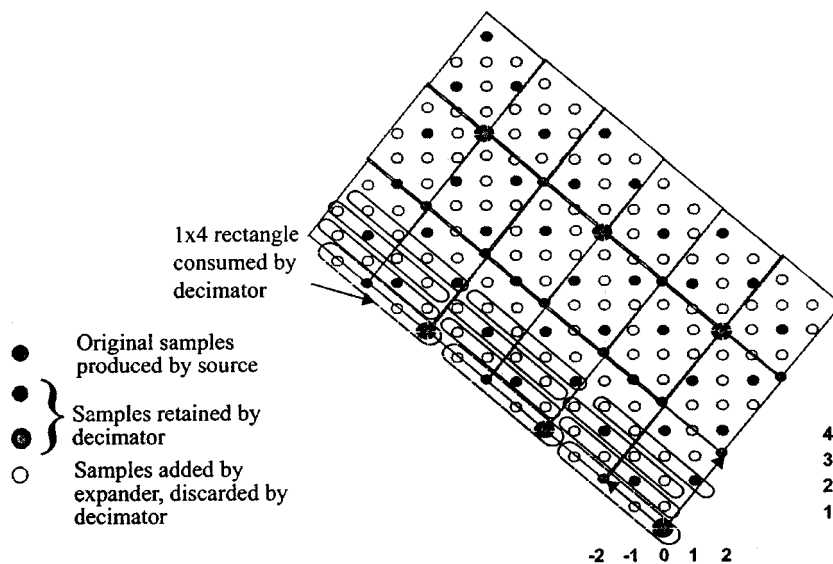 1x4 rectangle
consumed by
decimator
Original samples
produced by source
Samples retained by
decimator
Samples added by
expander, discarded by
decimator
4
3
2
1
-2 -1 0 1 2